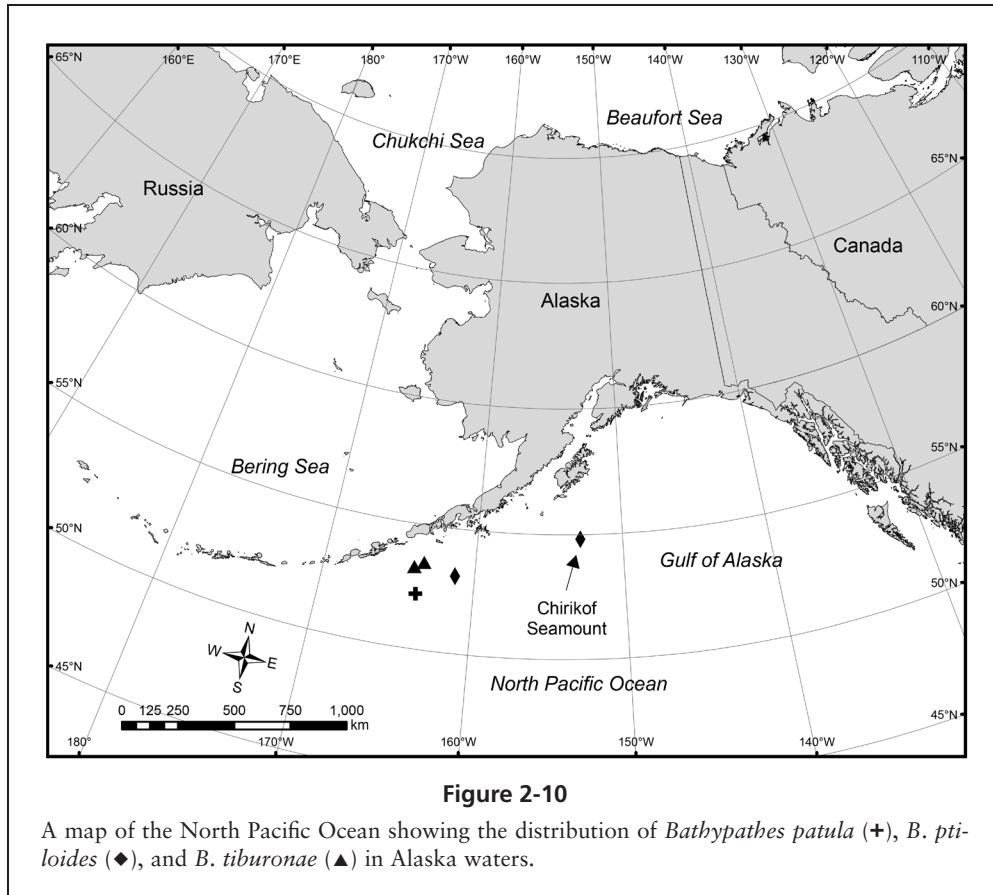 160°E 170°E 180° 170°W 160°W 150°W 140°W 130°W 120°W 110°W
65°N
Beaufort Sea
Chukchi Sea
65°N
Russia
60°N
Canada
Alaska
60°N
55°N
55°N
Bering Sea
50°N
Gulf of Alaska
50°N
Chirikof
Seamount
N
W
E
S
45°N
North Pacific Ocean
0 125 250 500 750 1,000
km
45°N
180° 170°W 160°W 150°W 140°W
Figure 2-10
A map of the North Pacific Ocean showing the distribution of Bathypathes patula (✚), B. pti-
loides (◆), and B. tiburonae (▲) in Alaska waters.